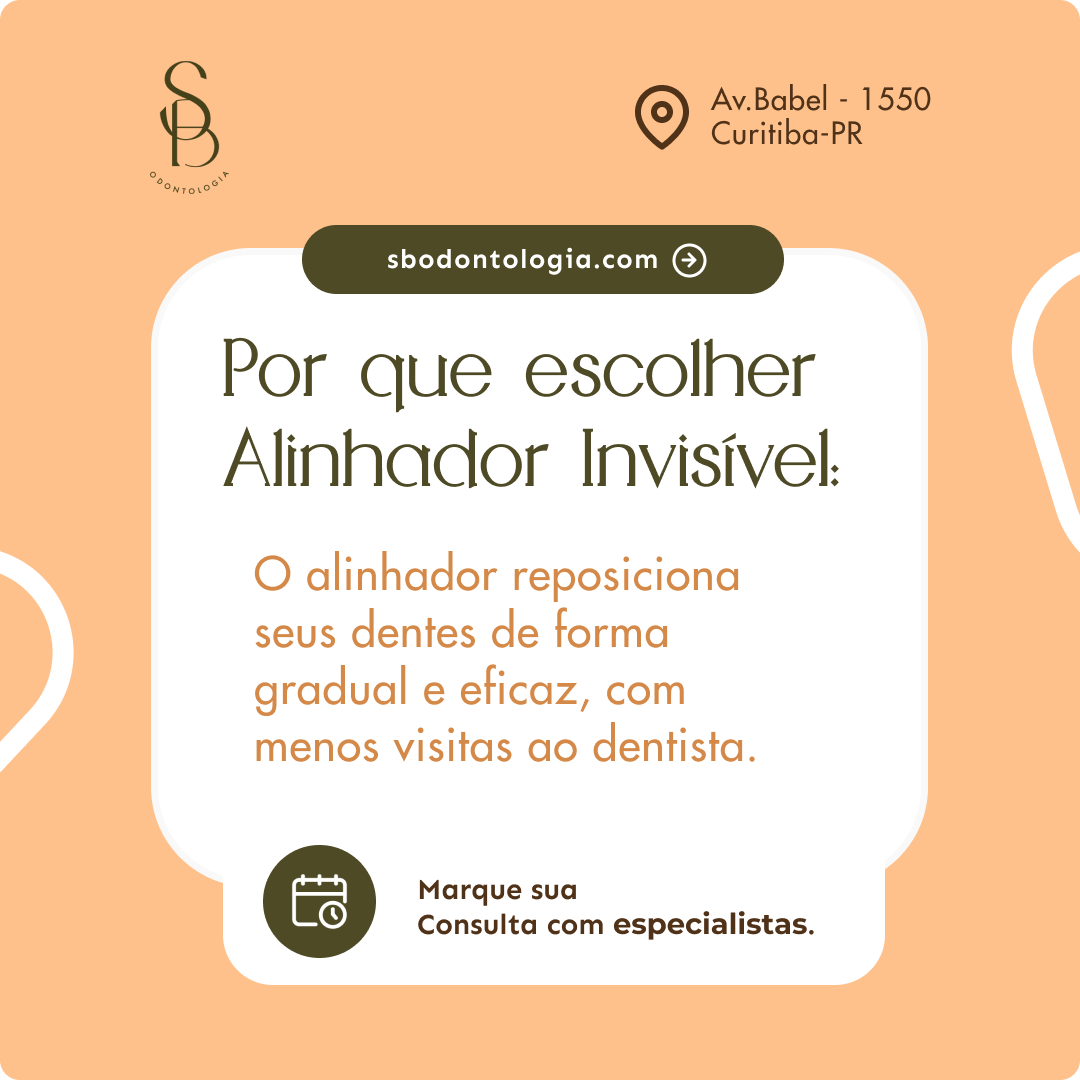 SB
ODONTOLOGIA
Av.Babel - 1550
Curitiba-PR
sbodontologia.com
Por que escolher
Alinhador Invisível:
O alinhador reposiciona
seus dentes de forma
gradual e eficaz, com
menos visitas ao dentista.
Marque sua
Consulta com especialistas.